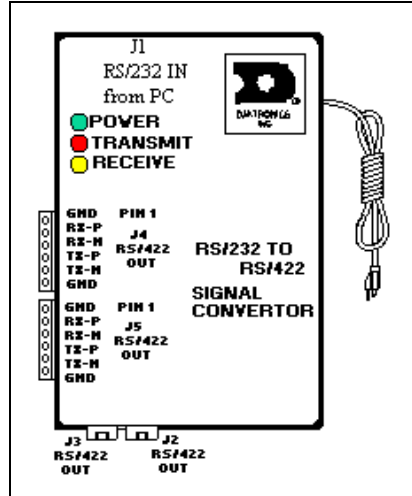 J1
RS/232 IN
from PC
DAKTRONICS
INC
POWER
TRANSMIT
RECEIVE
GND PIN 1
RX-P
RX-N J4
TX-P RS/422
TX-N OUT
GND
RS/232 TO
RS/422
SIGNAL
CONVERTOR
GND PIN 1
RX-P
RX-N J5
TX-P RS/422
TX-N OUT
GND
J3
RS/422
OUT
J2
RS/422
OUT